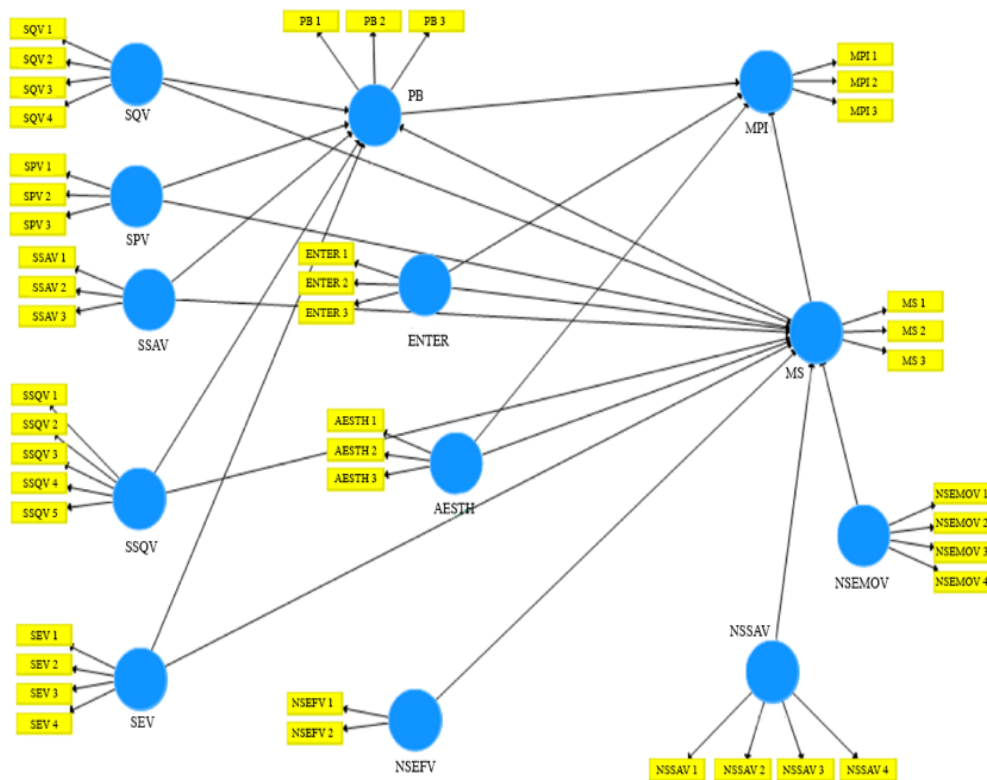 SQV 1
SQV 2
SQV 3
SQV 4
SQV
PB 1
PB 2
PB 3
PB
MPI 1
MPI 2
MPI 3
MPI
SPV 1
SPV 2
SPV 3
SPV
SSAV 1
SSAV 2
SSAV 3
SSAV
ENTER 1
ENTER 2
ENTER 3
ENTER
MS 1
MS 2
MS 3
MS
SSQV 1
SSQV 2
SSQV 3
SSQV 4
SSQV 5
SSQV
AESTH 1
AESTH 2
AESTH 3
AESTH
NSEMOV 1
NSEMOV 2
NSEMOV 3
NSEMOV 4
NSEMOV
SEV 1
SEV 2
SEV 3
SEV 4
SEV
NSEFV 1
NSEFV 2
NSEFV
NSSAV
NSSAV 1
NSSAV 2
NSSAV 3
NSSAV 4